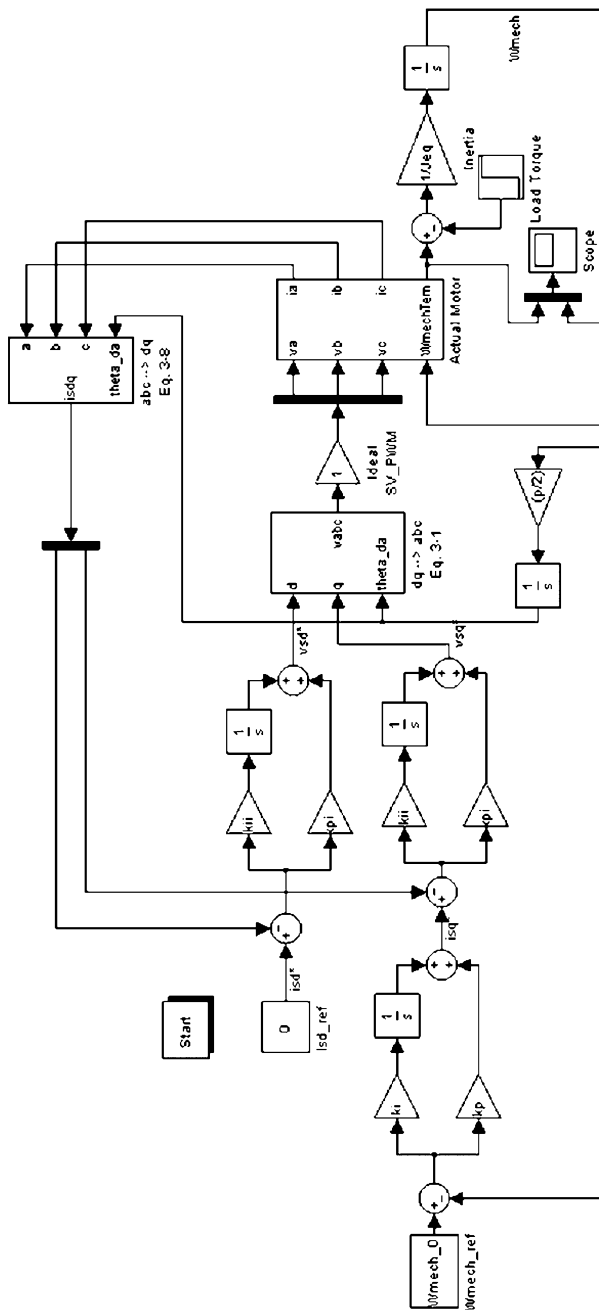 Start
0
Isd_ref
isd*
Wmech_0
Wmech_ref
ki
1
s
kp
isq*
kii
1
s
kpi
vsd*
kii
1
s
kpi
vsq*
d
q
theta_da
vabc
dq --> abc
Eq. 3-1
1
Ideal
SV_PWM
a
b
c
theta_da
isdq
abc --> dq
Eq. 3-8
va
vb
vc
ia
ib
ic
WmechTem
Actual Motor
1
s
(p/2)
1/Jeq
Inertia
Load Torque
Scope
1
s
Wmech